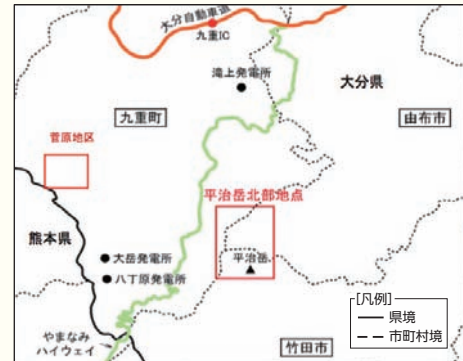 大分自動車道
九重IC
滝上発電所
大分県
九重町
由布市
菅原地区
平治岳北部地点
熊本県
大岳発電所
平治岳
八丁原発電所
[凡例]
県境
市町村境
やまなみ
ハイウェイ
竹田市